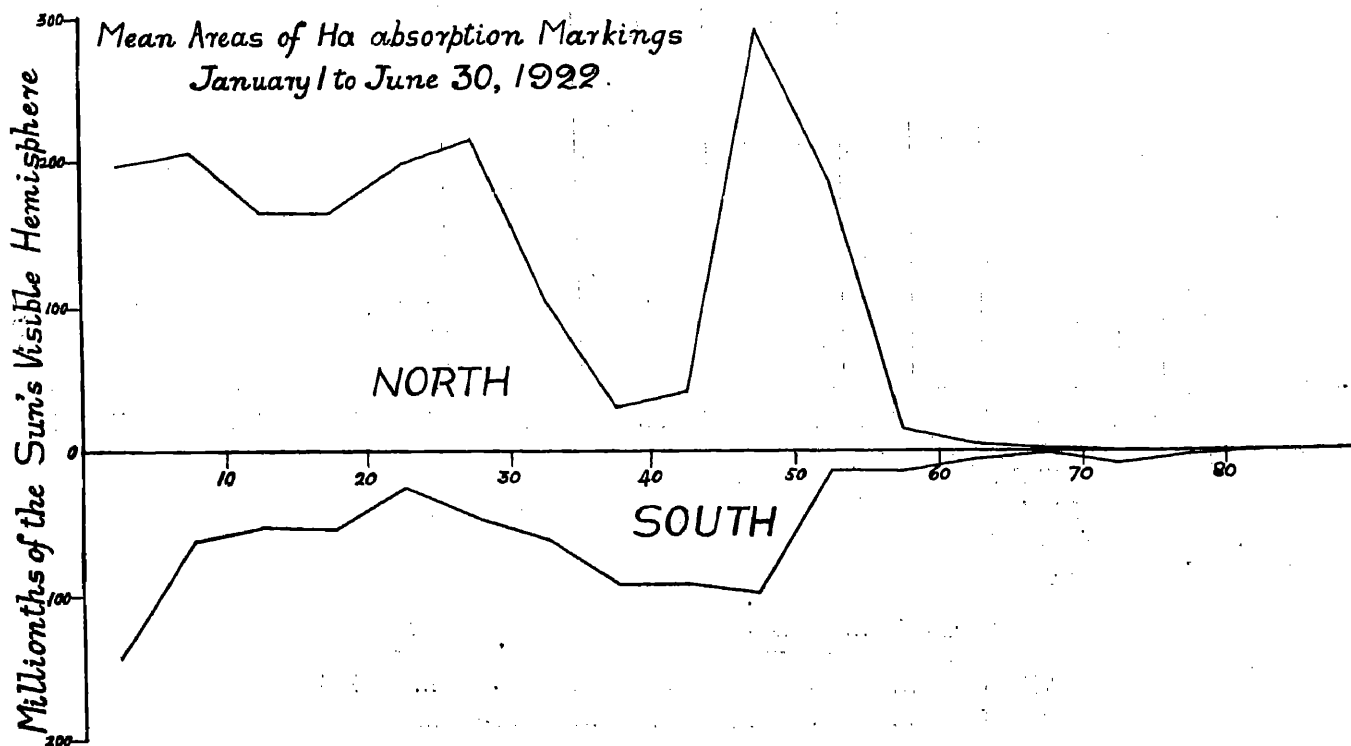 300
Mean Areas of Hα absorption Markings
January 1 to June 30, 1922.
Millionths of the Sun's Visible Hemisphere
200
100
NORTH
0
10 20 30 40 50 60 70 80
SOUTH
100
200